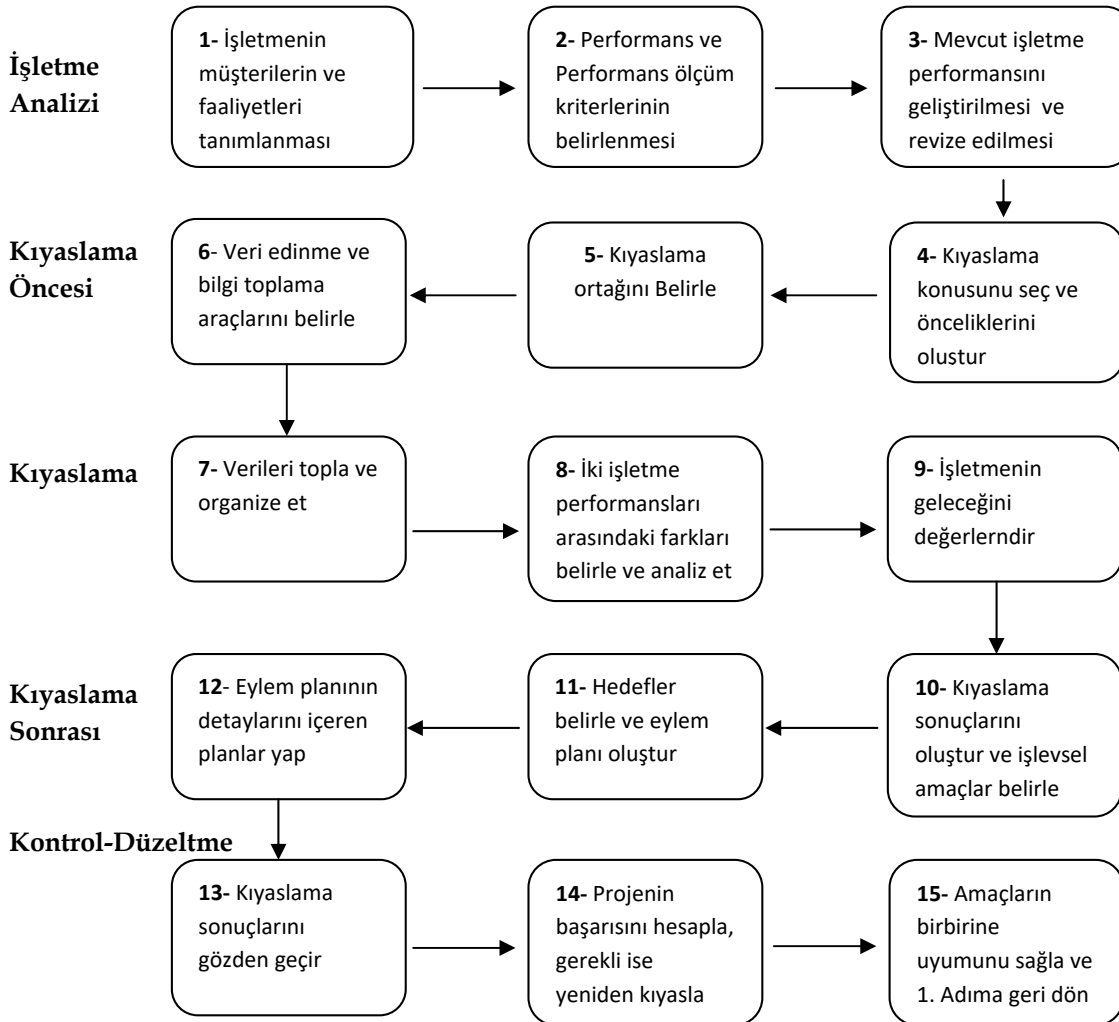 İşletme
Analizi
1- İşletmenin
müşterilerin ve
faaliyetleri
tanımlanması
2- Performans ve
Performans ölçüm
kriterlerinin
belirlenmesi
3- Mevcut işletme
performansını
geliştirilmesi ve
revize edilmesi
Kıyaslama
Öncesi
6- Veri edinme ve
bilgi toplama
araçlarını belirle
5- Kıyaslama
ortağını Belirle
4- Kıyaslama
konusunu seç ve
önceliklerini
oluştur
Kıyaslama
7- Verileri topla ve
organize et
8- İki işletme
performansları
arasındaki farkları
belirle ve analiz et
9- İşletmenin
geleceğini
değerlerndir
Kıyaslama
Sonrası
12- Eylem planının
detaylarını içeren
planlar yap
11- Hedefler
belirle ve eylem
planı oluştur
10- Kıyaslama
sonuçlarını
oluştur ve işlevsel
amaçlar belirle
Kontrol-Düzeltme
13- Kıyaslama
sonuçlarını
gözden geçir
14- Projenin
başarısını hesapla,
gerekli ise
yeniden kıyasla
15- Amaçların
birbirine
uyumunu sağla ve
1. Adıma geri dön